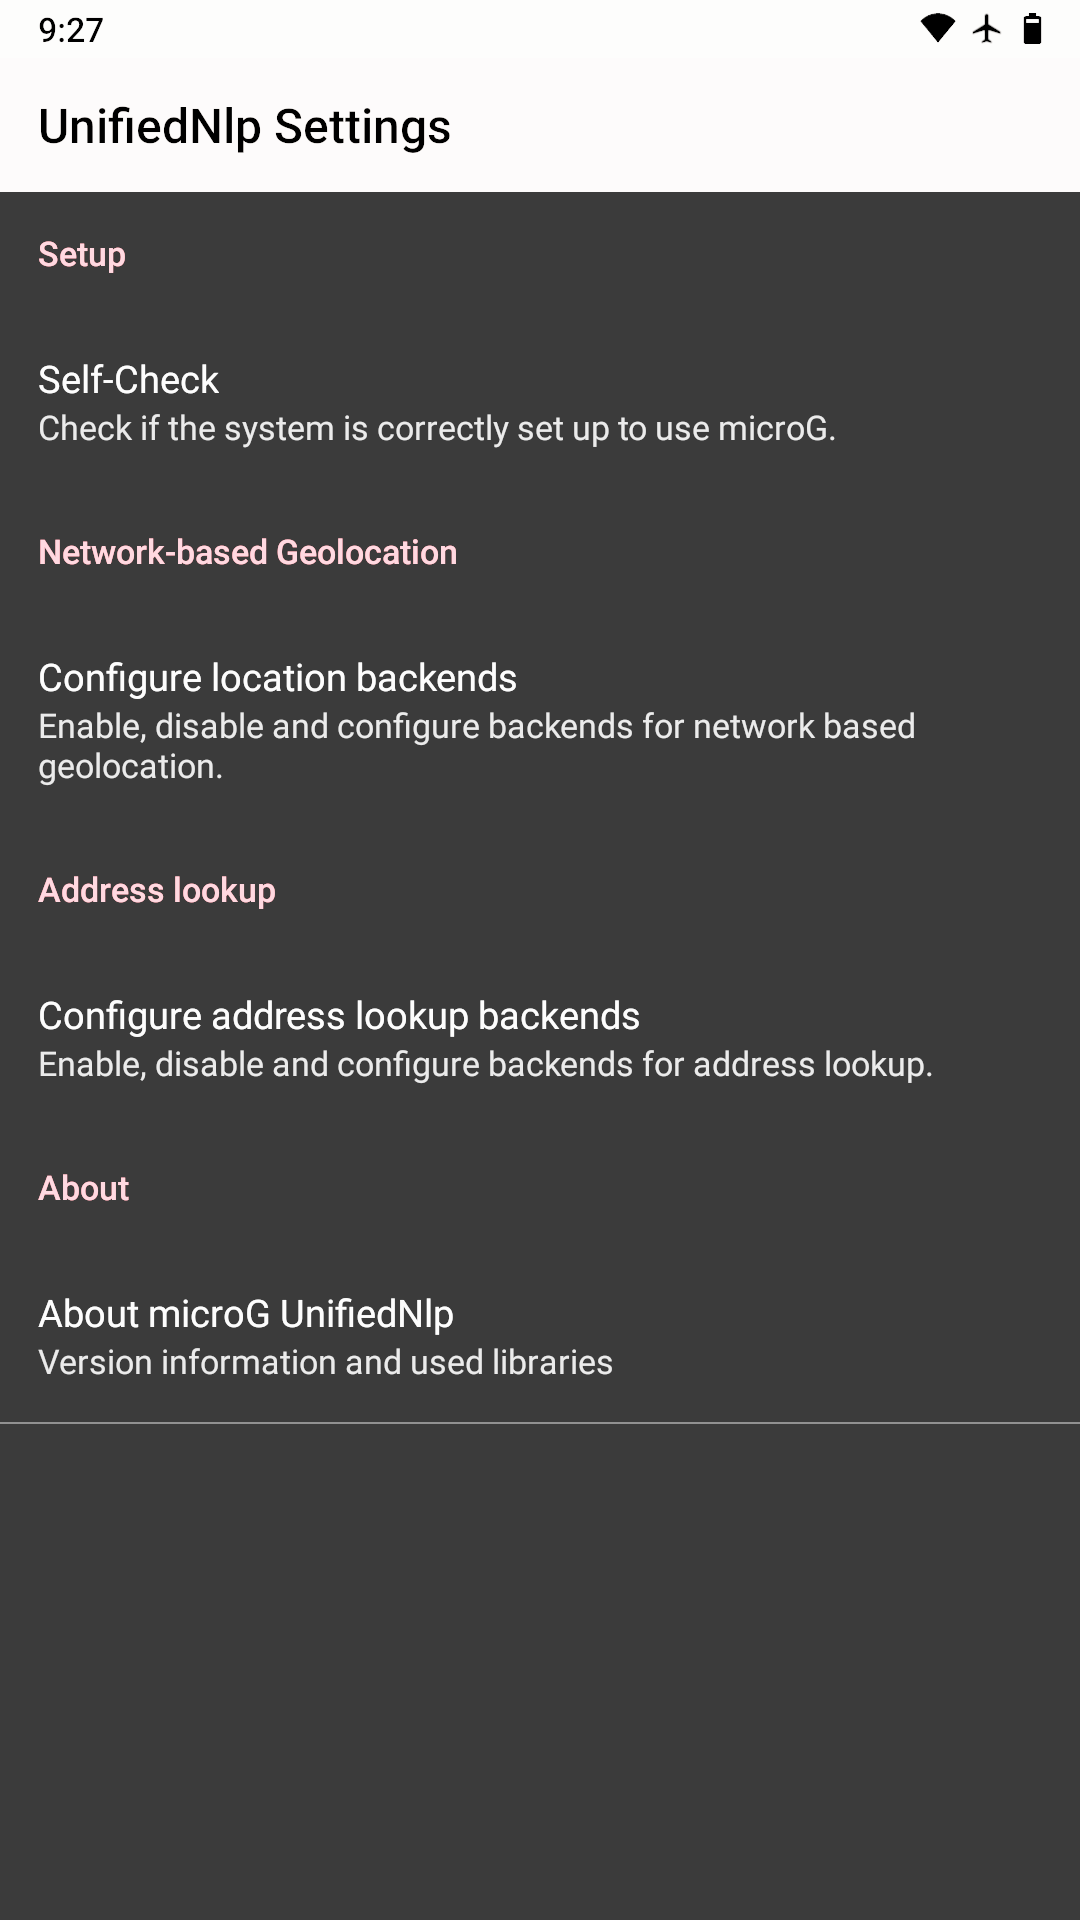 9:27
UnifiedNlp Settings
Setup
Self-Check
Check if the system is correctly set up to use microG.
Network-based Geolocation
Configure location backends
Enable, disable and configure backends for network based
geolocation.
Address lookup
Configure address lookup backends
Enable, disable and configure backends for address lookup.
About
About microG UnifiedNlp
Version information and used libraries